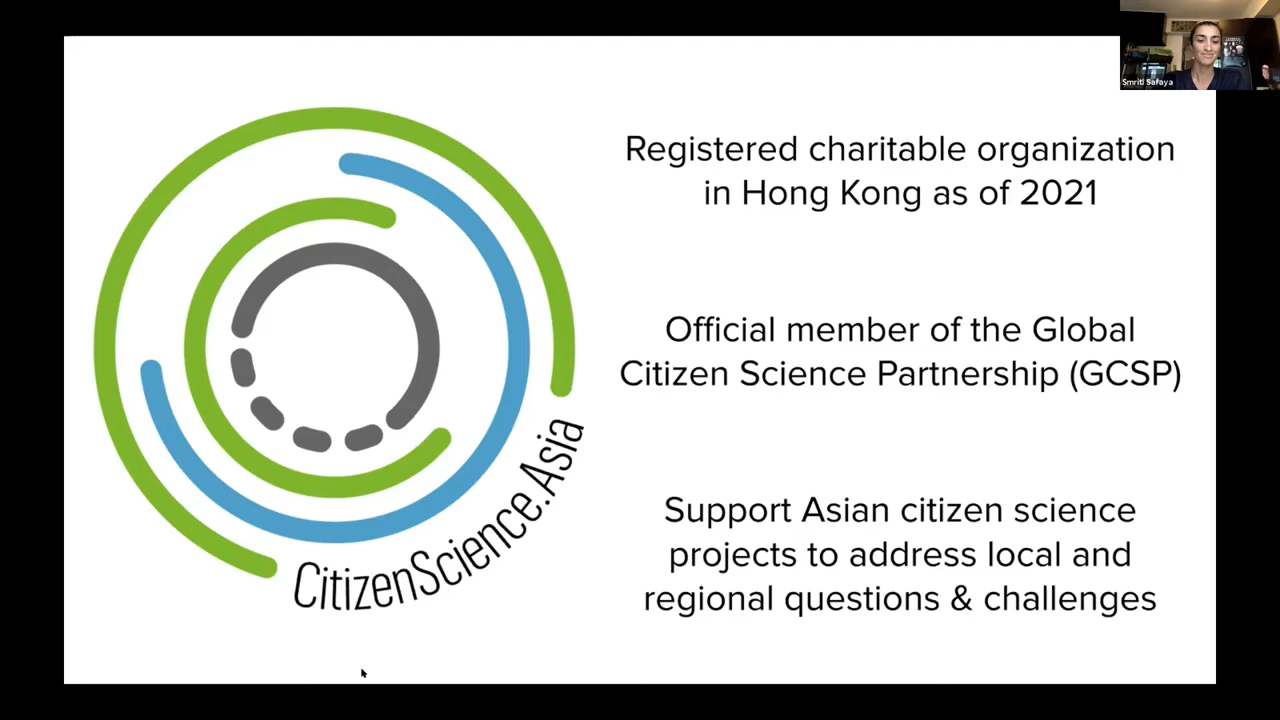 Smriti Safaya
Registered charitable organization
in Hong Kong as of 2021
Official member of the Global
Citizen Science Partnership (GCSP)
CitizenScience.Asia
Support Asian citizen science
projects to address local and
regional questions & challenges